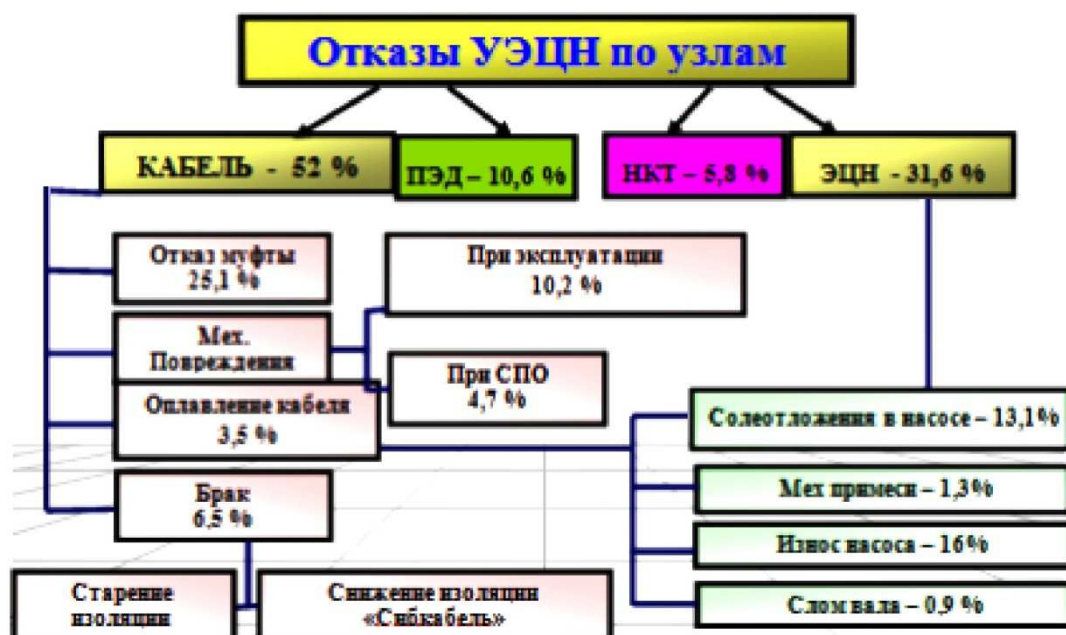 Отказы УЭЦН по узлам
КАБЕЛЬ - 52 %
ПЭД – 10,6 %
НКТ – 5,8 %
ЭЦН - 31,6 %
Отказ муфты
25,1 %
При эксплуатации
10,2 %
Мех.
Повреждения
При СПО
4,7 %
Оплавление кабеля
3,5 %
Солеотложения в насосе – 13,1%
Брак
6,5 %
Мех примеси – 1,3%
Износ насоса – 16%
Слом вала – 0,9 %
Старение
изоляции
Снижение изоляции
«Сибкабель»